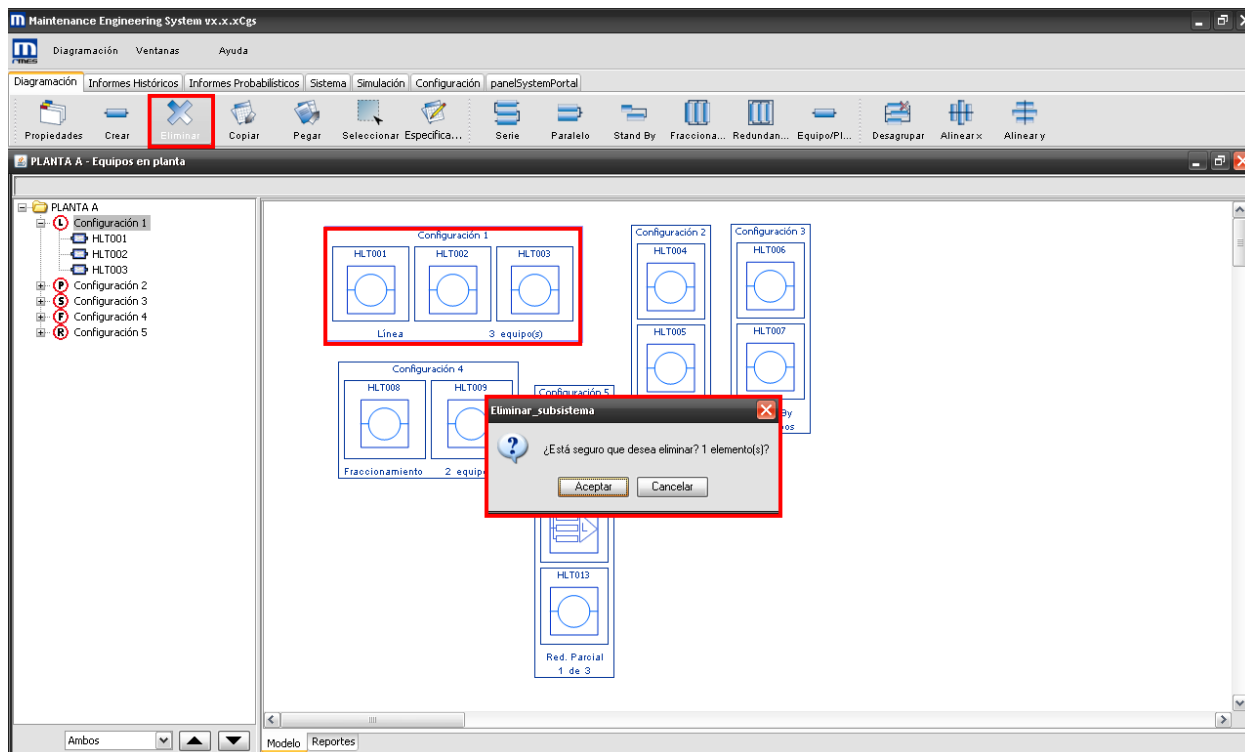 Maintenance Engineering System vx.x.xCgs
Diagramación Ventanas Ayuda
Diagramación Informes Históricos Informes Probabilísticos Sistema Simulación Configuración panelSystemPortal
Propiedades Crear Eliminar Copiar Pegar Seleccionar Especifica... Serie Paralelo Stand By Fracciona... Redundan... Equipo/Pl... Desagrupar Alinear x Alinear y
PLANTA A - Equipos en planta
PLANTA A
L Configuración 1
HLT001
HLT002
HLT003
P Configuración 2
S Configuración 3
F Configuración 4
R Configuración 5
Configuración 1
HLT001 HLT002 HLT003
Línea 3 equipo(s)
Configuración 2
HLT004
HLT005
Configuración 3
HLT006
HLT007
By
os
Configuración 4
HLT008 HLT009
Fraccionamiento 2 equip
Configuración 5
Eliminar_subsistema
¿Está seguro que desea eliminar? 1 elemento(s)?
Aceptar Cancelar
L
HLT013
Red. Parcial
1 de 3
Ambos
Modelo Reportes